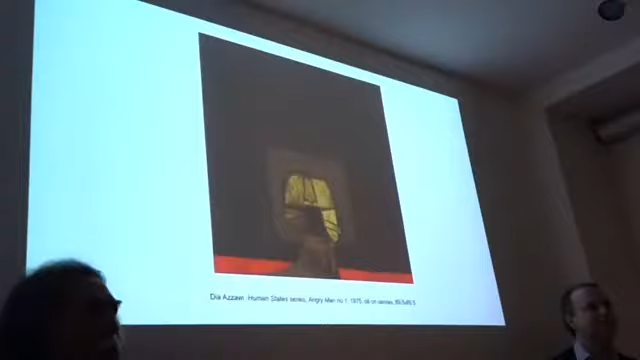 Dia Azzawi Human States series, Angry Man no 1, 1975, oil on canvas,